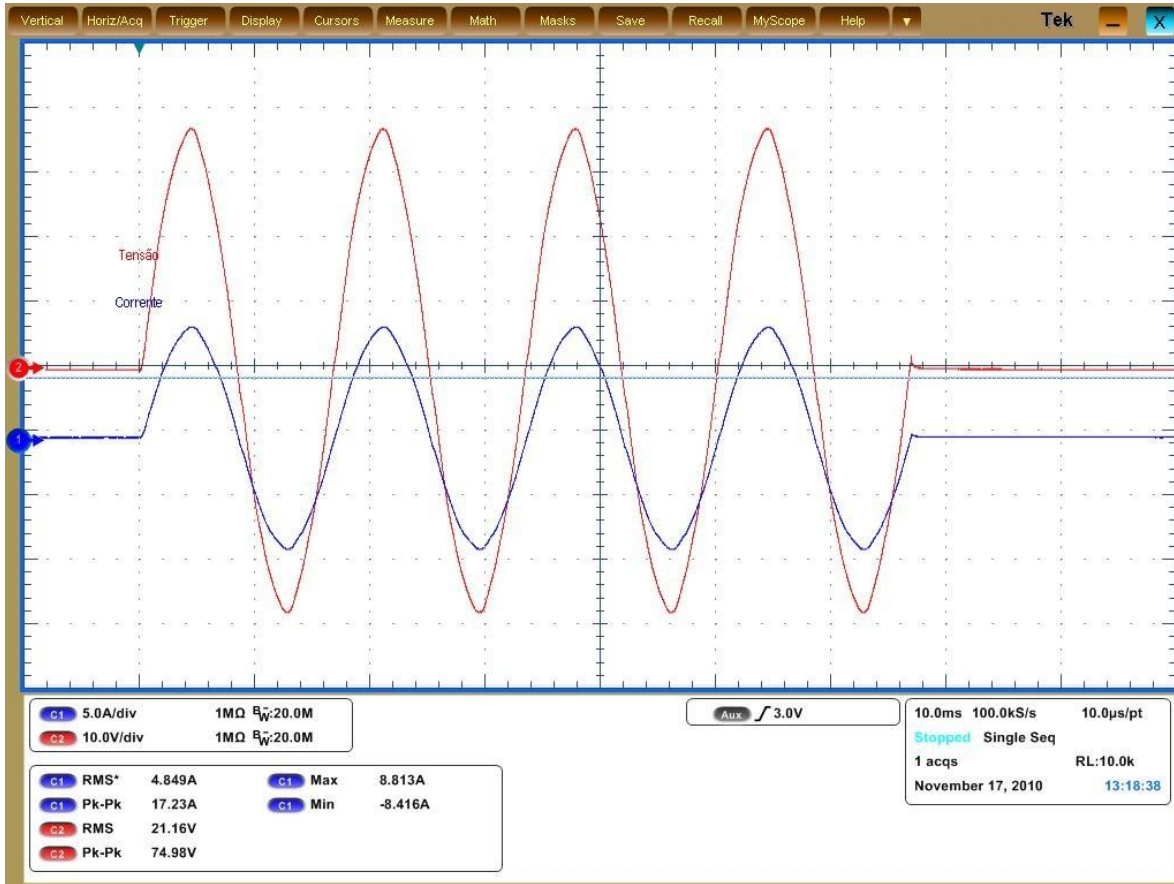 Vertical Horiz/Acq Trigger Display Cursors Measure Math Masks Save Recall MyScope Help ▼ Tek – X
Tensão
Corrente
2
1
C1 5.0A/div 1MΩ BW:20.0M
C2 10.0V/div 1MΩ BW:20.0M
Aux 3.0V
10.0ms 100.0kS/s 10.0µs/pt
Stopped Single Seq
1 acqs RL:10.0k
November 17, 2010 13:18:38
C1 RMS* 4.849A C1 Max 8.813A
C1 Pk-Pk 17.23A C1 Min -8.416A
C2 RMS 21.16V
C2 Pk-Pk 74.98V